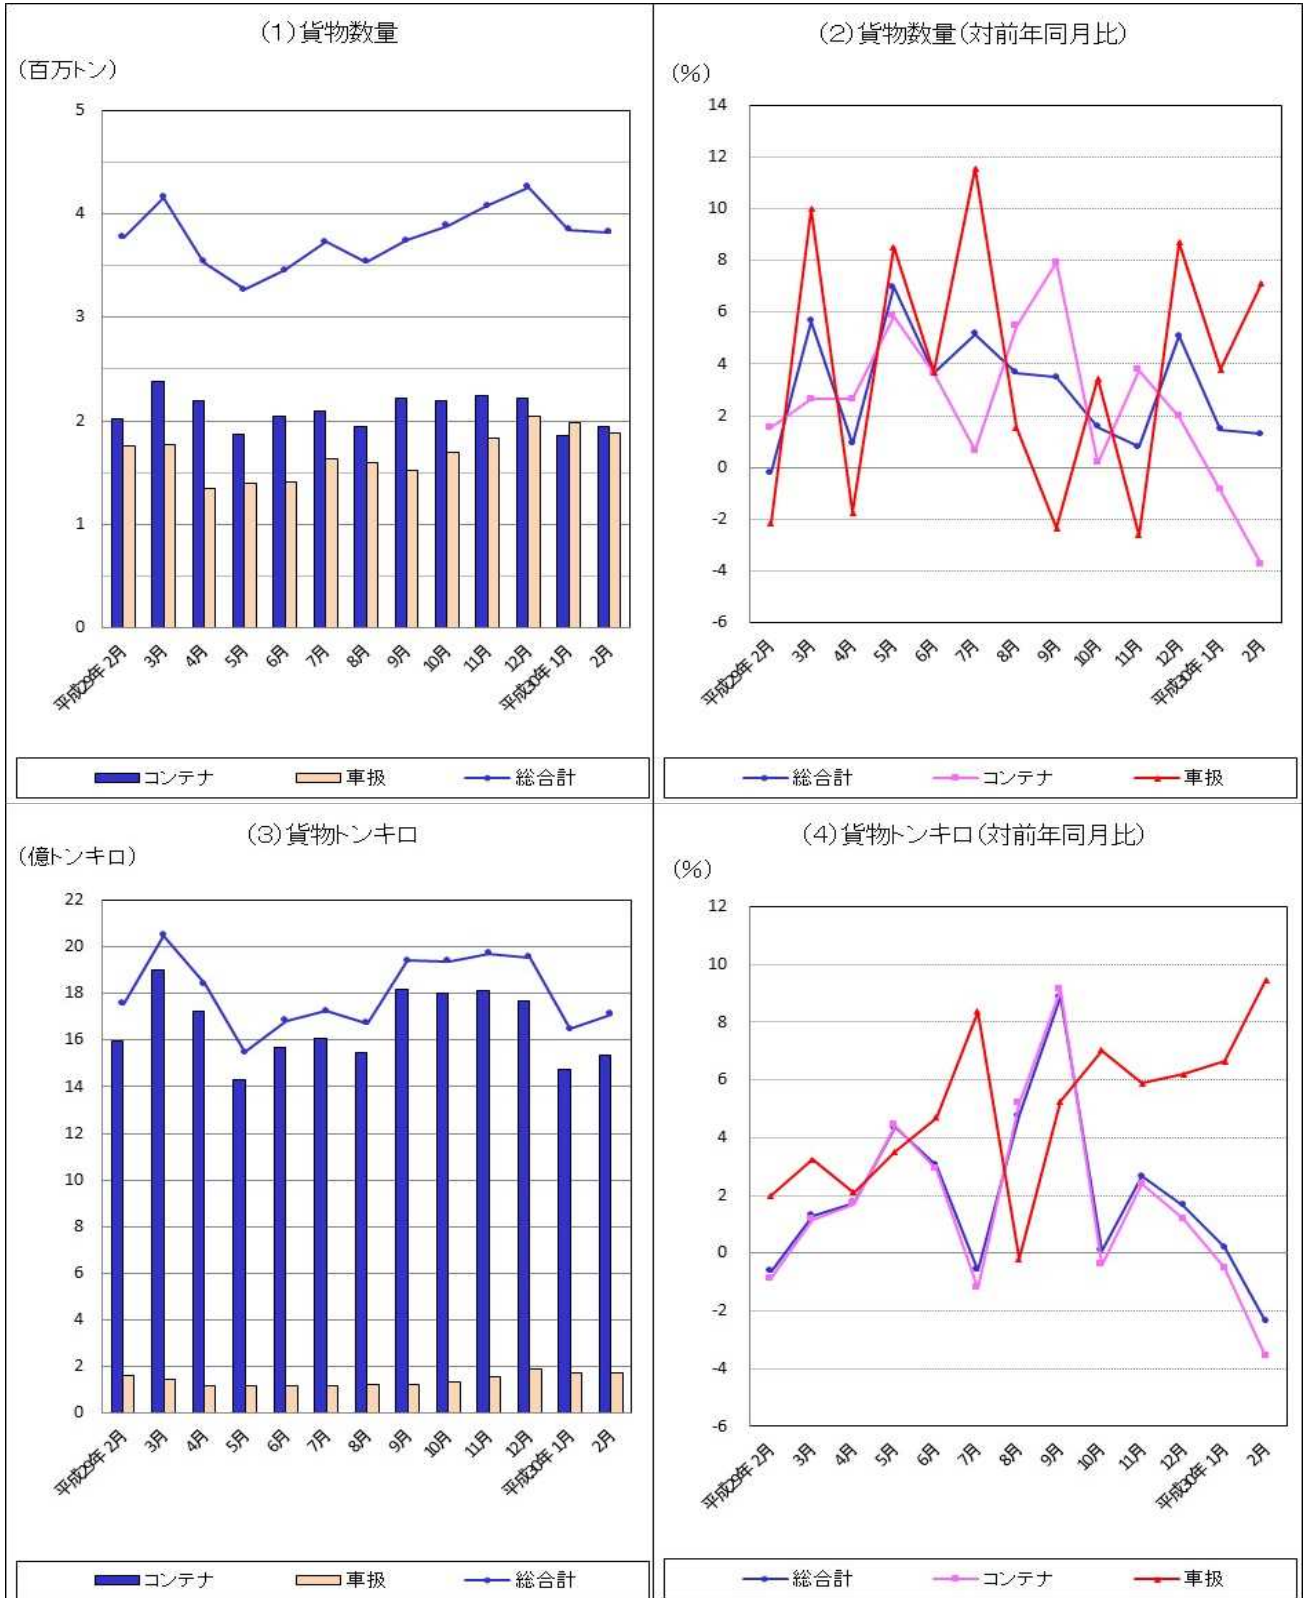 (1)貨物数量
(百万トン)
5
4
3
2
1
0
平成29年 2月
3月
4月
5月
6月
7月
8月
9月
10月
11月
12月
平成30年 1月
2月
コンテナ 車扱 総合計
(2)貨物数量(対前年同月比)
(%)
14
12
10
8
6
4
2
0
-2
-4
-6
平成29年 2月
3月
4月
5月
6月
7月
8月
9月
10月
11月
12月
平成30年 1月
2月
総合計 コンテナ 車扱
(3)貨物トンキロ
(億トンキロ)
22
20
18
16
14
12
10
8
6
4
2
0
平成29年 2月
3月
4月
5月
6月
7月
8月
9月
10月
11月
12月
平成30年 1月
2月
コンテナ 車扱 総合計
(4)貨物トンキロ(対前年同月比)
(%)
12
10
8
6
4
2
0
-2
-4
-6
平成29年 2月
3月
4月
5月
6月
7月
8月
9月
10月
11月
12月
平成30年 1月
2月
総合計 コンテナ 車扱